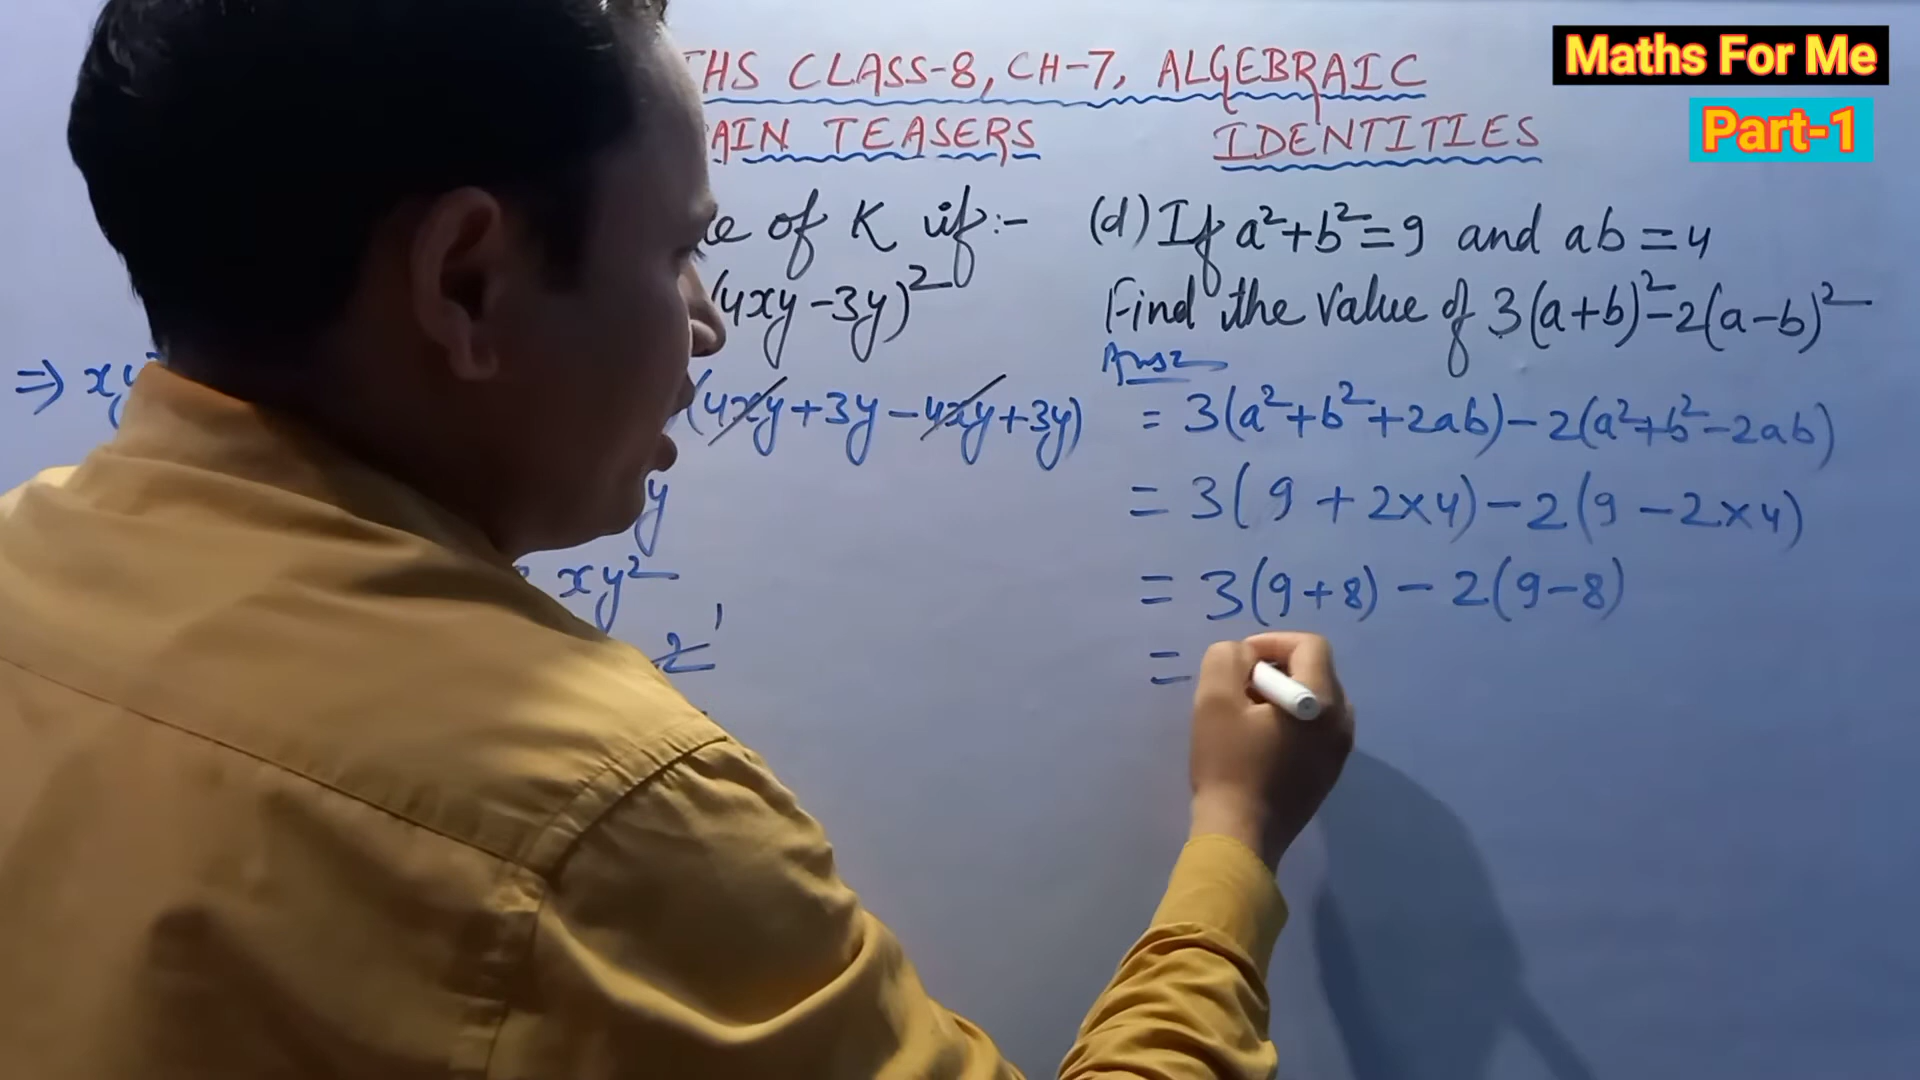 Maths For Me
Part-1
THS CLASS-8, CH-7, ALGEBRAIC
AIN TEASERS IDENTITIES
of K if:-
(4xy-3y)²
⇒ xy
(4xy+3y-4xy+3y)
y
xy²
2 1
(d) If a²+b²=9 and ab=4
Find the value of 3(a+b)²-2(a-b)²
Ans
= 3(a²+b²+2ab)-2(a²+b²-2ab)
= 3(9+2×4)-2(9-2×4)
= 3(9+8)-2(9-8)
=